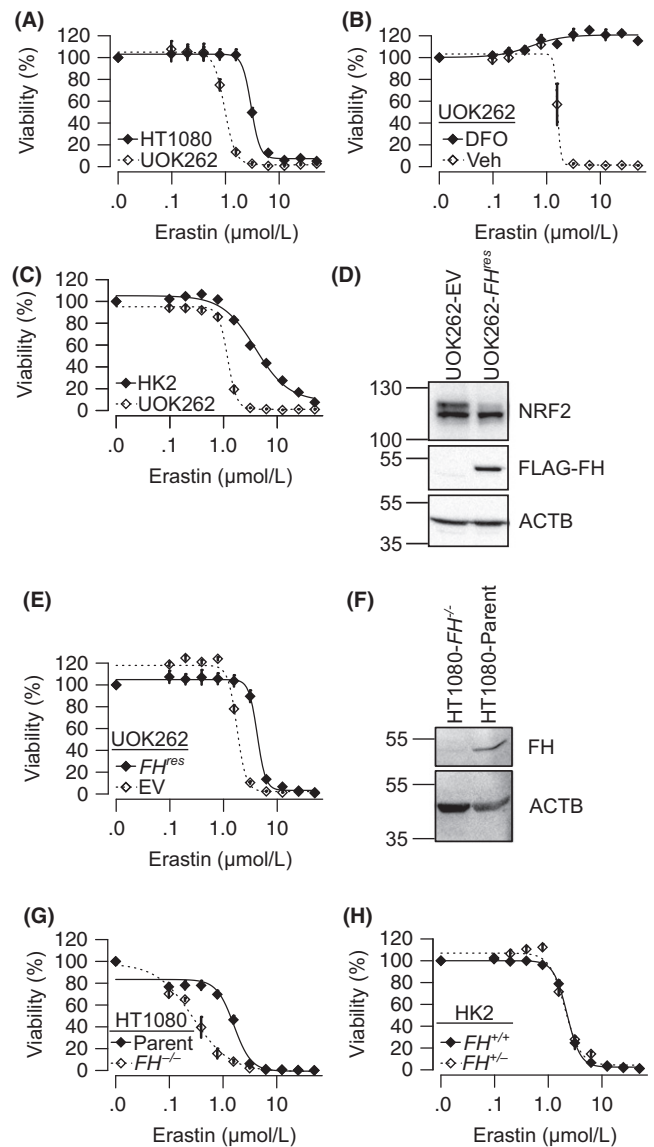 (A)
120
100
80
60
40
20
0
Viability (%)
HT1080
UOK262
.0 .1 1.0 10
Erastin (µmol/L)
(B)
120
100
80
60
40
20
0
Viability (%)
UOK262
DFO
Veh
.0 .1 1.0 10
Erastin (µmol/L)
(C)
120
100
80
60
40
20
0
Viability (%)
HK2
UOK262
.0 .1 1.0 10
Erastin (µmol/L)
(D)
UOK262-EV
UOK262-FHres
130
100
NRF2
55
FLAG-FH
55
35
ACTB
(E)
120
100
80
60
40
20
0
Viability (%)
UOK262
FHres
EV
.0 .1 1.0 10
Erastin (µmol/L)
(F)
HT1080-FH-/-
HT1080-Parent
55
FH
55
35
ACTB
(G)
120
100
80
60
40
20
0
Viability (%)
HT1080
Parent
FH−/−
.0 .1 1.0 10
Erastin (µmol/L)
(H)
120
100
80
60
40
20
0
Viability (%)
HK2
FH+/+
FH+/−
.0 .1 1.0 10
Erastin (µmol/L)